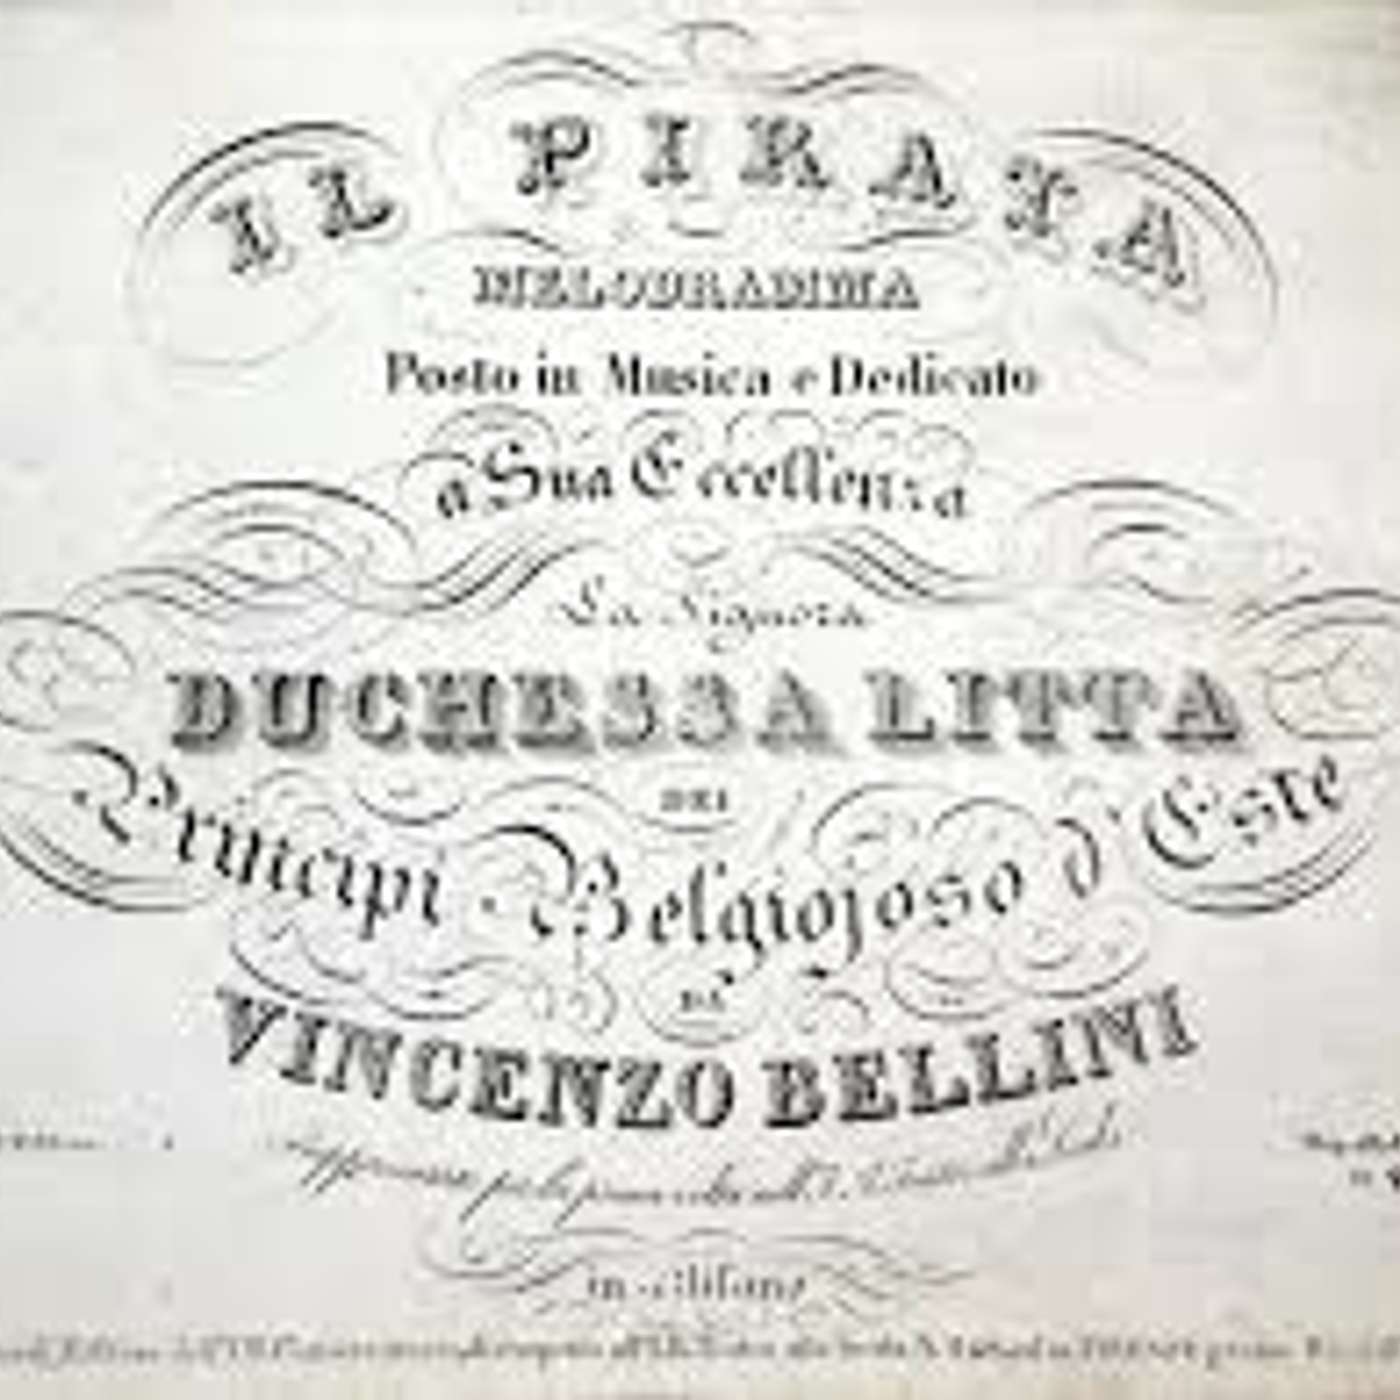 IL PIRATA
MELODRAMMA
Posto in Musica e Dedicato
a Sua Eccellenza
La Signora
DUCHESSA LITTA
DEI
Principi Belgiojoso d'Este
DA
VINCENZO BELLINI
in Milano